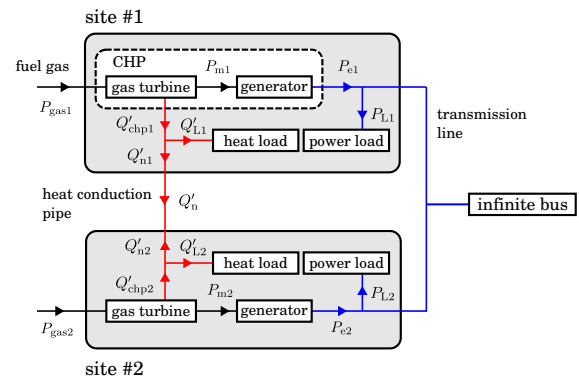 site #1
fuel gas
CHP
P_gas1
gas turbine
P_m1
generator
P_e1
Q′_chp1
Q′_L1
heat load
P_L1
power load
Q′_n1
transmission
line
heat conduction
pipe
Q′_n
infinite bus
Q′_n2
Q′_L2
heat load
power load
Q′_chp2
P_L2
P_gas2
gas turbine
P_m2
generator
P_e2
site #2